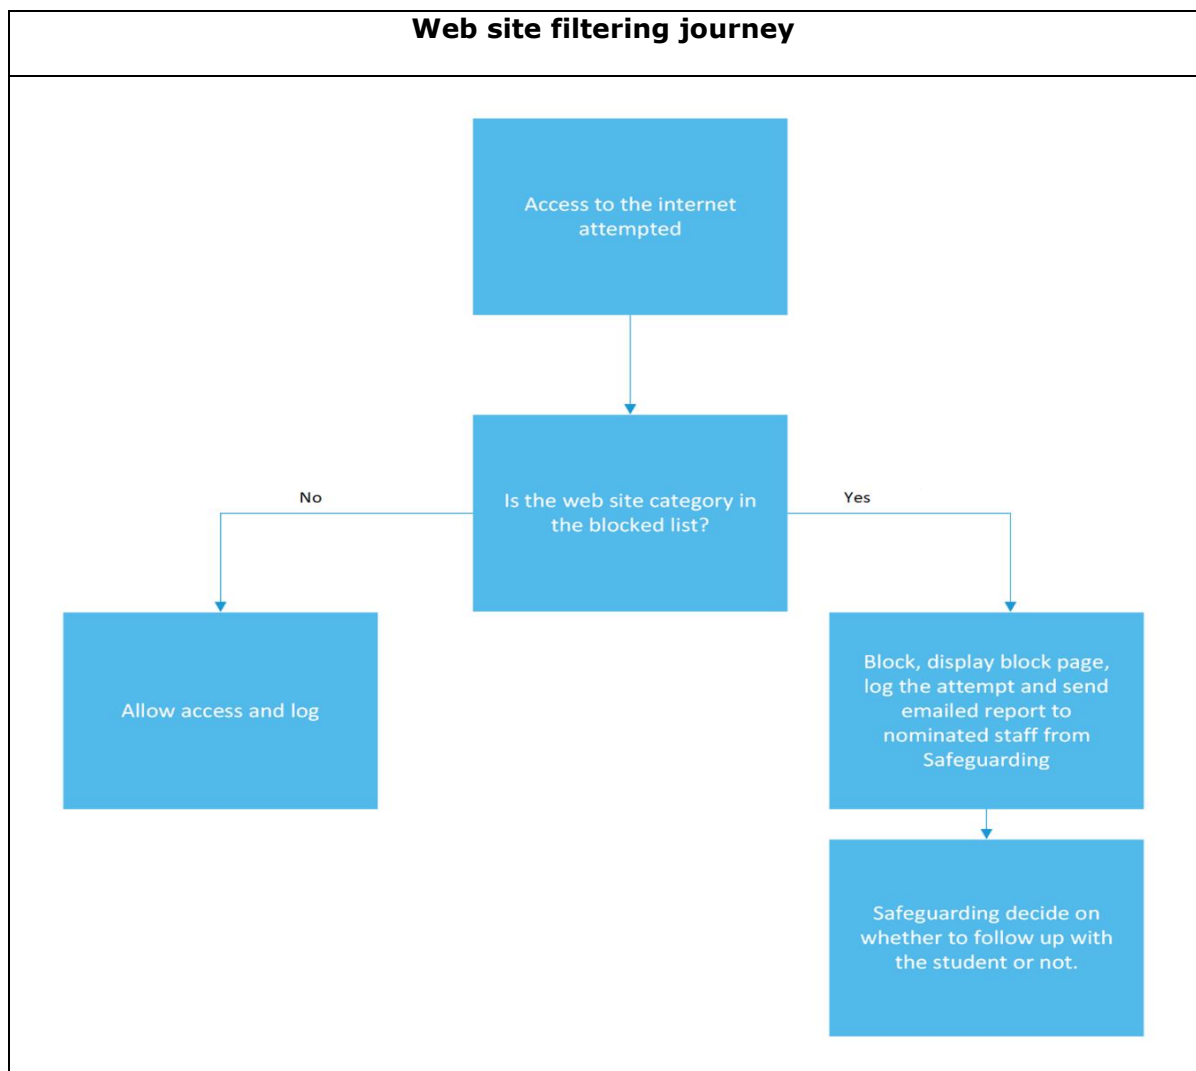 Web site filtering journey
Access to the internet
attempted
Is the web site category in
the blocked list?
No
Yes
Allow access and log
Block, display block page,
log the attempt and send
emailed report to
nominated staff from
Safeguarding
Safeguarding decide on
whether to follow up with
the student or not.